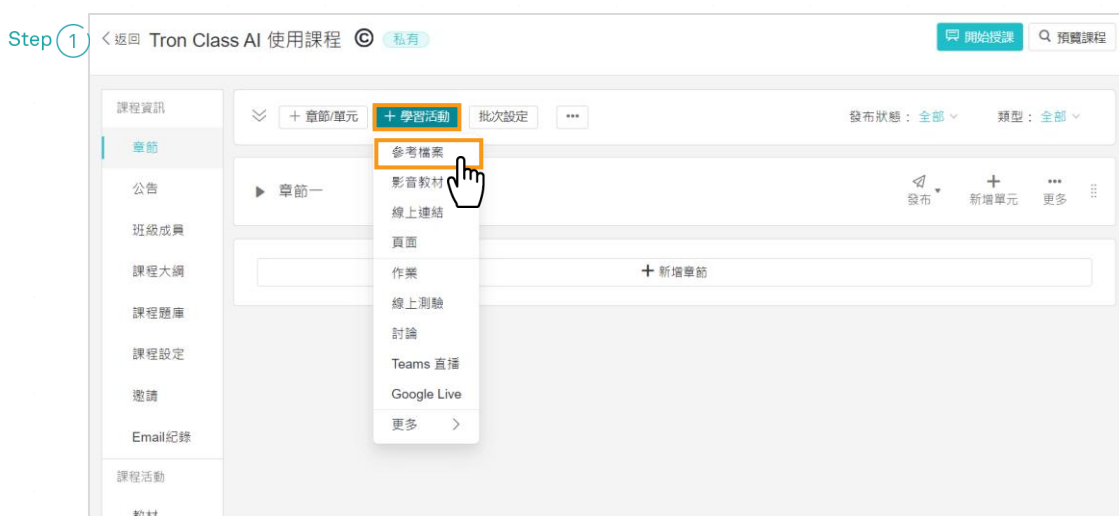 Step 1
返回 Tron Class AI 使用課程 © 私有
開始授課
預覽課程
課程資訊
章節
公告
班級成員
課程大綱
課程題庫
課程設定
邀請
Email紀錄
課程活動
教材
+ 章節/單元
+ 學習活動
批次設定
•••
發布狀態： 全部
類型： 全部
參考檔案
影音教材
線上連結
頁面
作業
線上測驗
討論
Teams 直播
Google Live
更多
章節一
發布
新增單元
更多
+ 新增章節